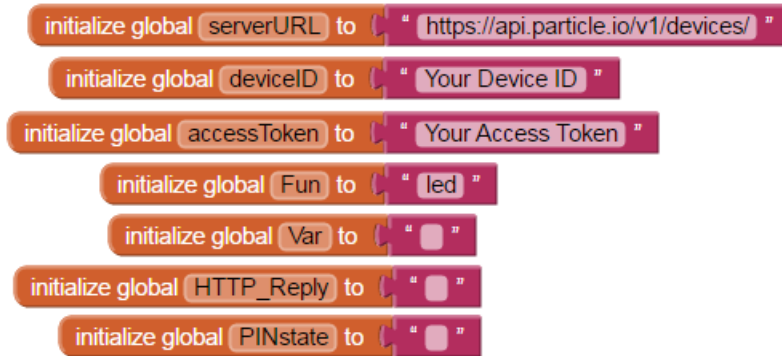 initialize global serverURL to " https://api.particle.io/v1/devices/ "
initialize global deviceID to " Your Device ID "
initialize global accessToken to " Your Access Token "
initialize global Fun to " led "
initialize global Var to " "
initialize global HTTP_Reply to " "
initialize global PINstate to " "